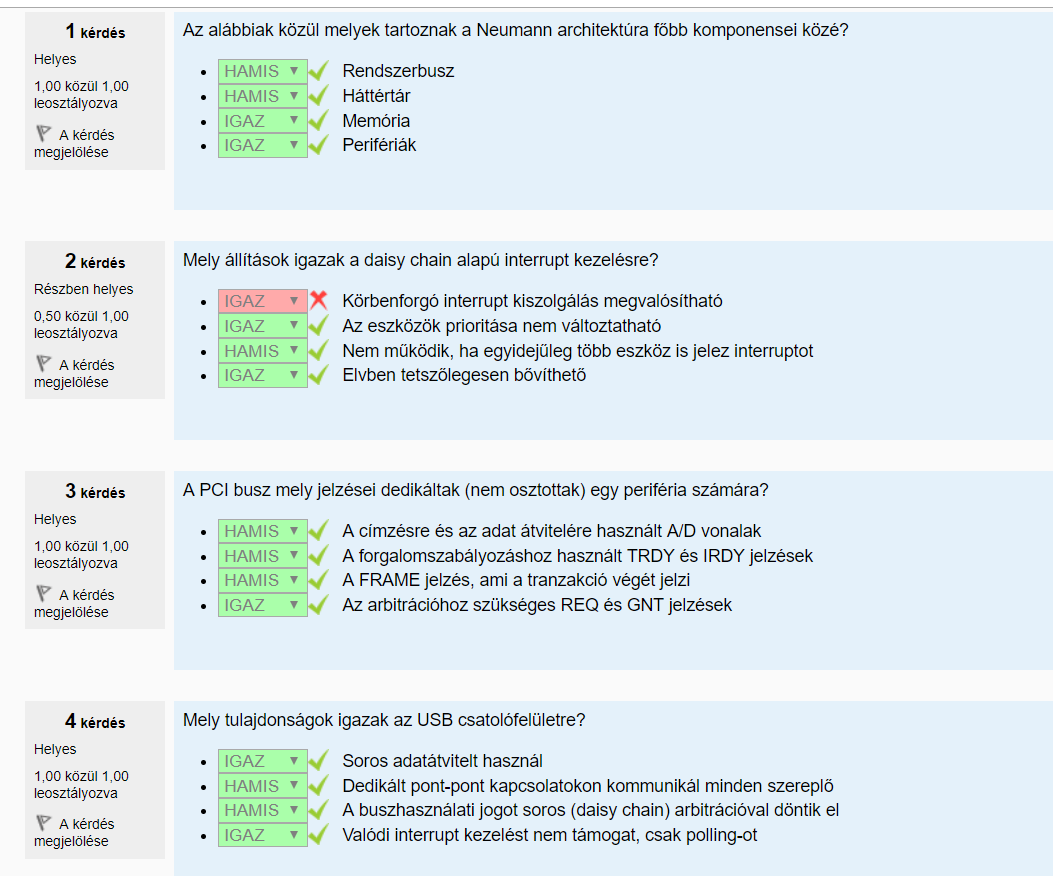 1 kérdés
Helyes
1,00 közül 1,00
leosztályozva
A kérdés
megjelölése
Az alábbiak közül melyek tartoznak a Neumann architektúra főbb komponensei közé?
HAMIS Rendszerbusz
HAMIS Háttértár
IGAZ Memória
IGAZ Perifériák
2 kérdés
Részben helyes
0,50 közül 1,00
leosztályozva
A kérdés
megjelölése
Mely állítások igazak a daisy chain alapú interrupt kezelésre?
IGAZ Körbenforgó interrupt kiszolgálás megvalósítható
IGAZ Az eszközök prioritása nem változtatható
HAMIS Nem működik, ha egyidejűleg több eszköz is jelez interruptot
IGAZ Elvben tetszőlegesen bővíthető
3 kérdés
Helyes
1,00 közül 1,00
leosztályozva
A kérdés
megjelölése
A PCI busz mely jelzései dedikáltak (nem osztottak) egy periféria számára?
HAMIS A címzésre és az adat átvitelére használt A/D vonalak
HAMIS A forgalomszabályozáshoz használt TRDY és IRDY jelzések
HAMIS A FRAME jelzés, ami a tranzakció végét jelzi
IGAZ Az arbitrációhoz szükséges REQ és GNT jelzések
4 kérdés
Helyes
1,00 közül 1,00
leosztályozva
A kérdés
megjelölése
Mely tulajdonságok igazak az USB csatolófelületre?
IGAZ Soros adatátvitelt használ
HAMIS Dedikált pont-pont kapcsolatokon kommunikál minden szereplő
HAMIS A buszhasználati jogot soros (daisy chain) arbitrációval döntik el
IGAZ Valódi interrupt kezelést nem támogat, csak polling-ot